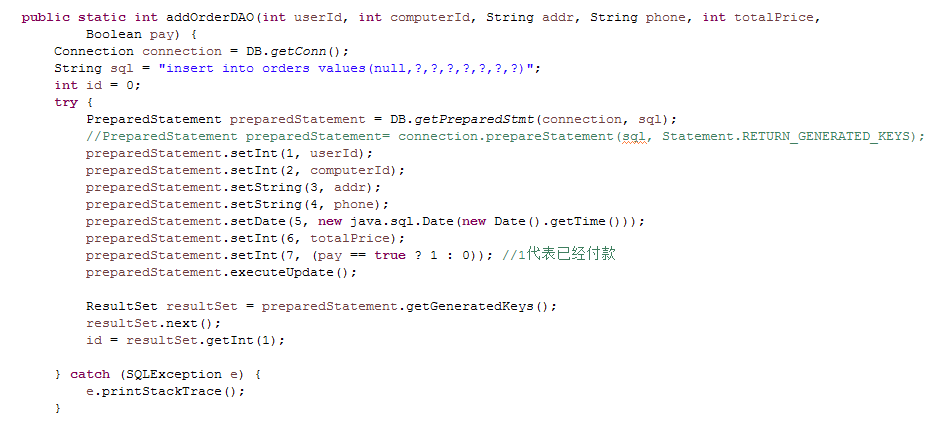 public static int addOrderDAO(int userId, int computerId, String addr, String phone, int totalPrice,
Boolean pay) {
Connection connection = DB.getConn();
String sql = "insert into orders values(null,?,?,?,?,?,?,?)";
int id = 0;
try {
PreparedStatement preparedStatement = DB.getPreparedStmt(connection, sql);
//PreparedStatement preparedStatement= connection.prepareStatement(sql, Statement.RETURN_GENERATED_KEYS);
preparedStatement.setInt(1, userId);
preparedStatement.setInt(2, computerId);
preparedStatement.setString(3, addr);
preparedStatement.setString(4, phone);
preparedStatement.setDate(5, new java.sql.Date(new Date().getTime()));
preparedStatement.setInt(6, totalPrice);
preparedStatement.setInt(7, (pay == true ? 1 : 0)); //1代表已经付款
preparedStatement.executeUpdate();
ResultSet resultSet = preparedStatement.getGeneratedKeys();
resultSet.next();
id = resultSet.getInt(1);
} catch (SQLException e) {
e.printStackTrace();
}